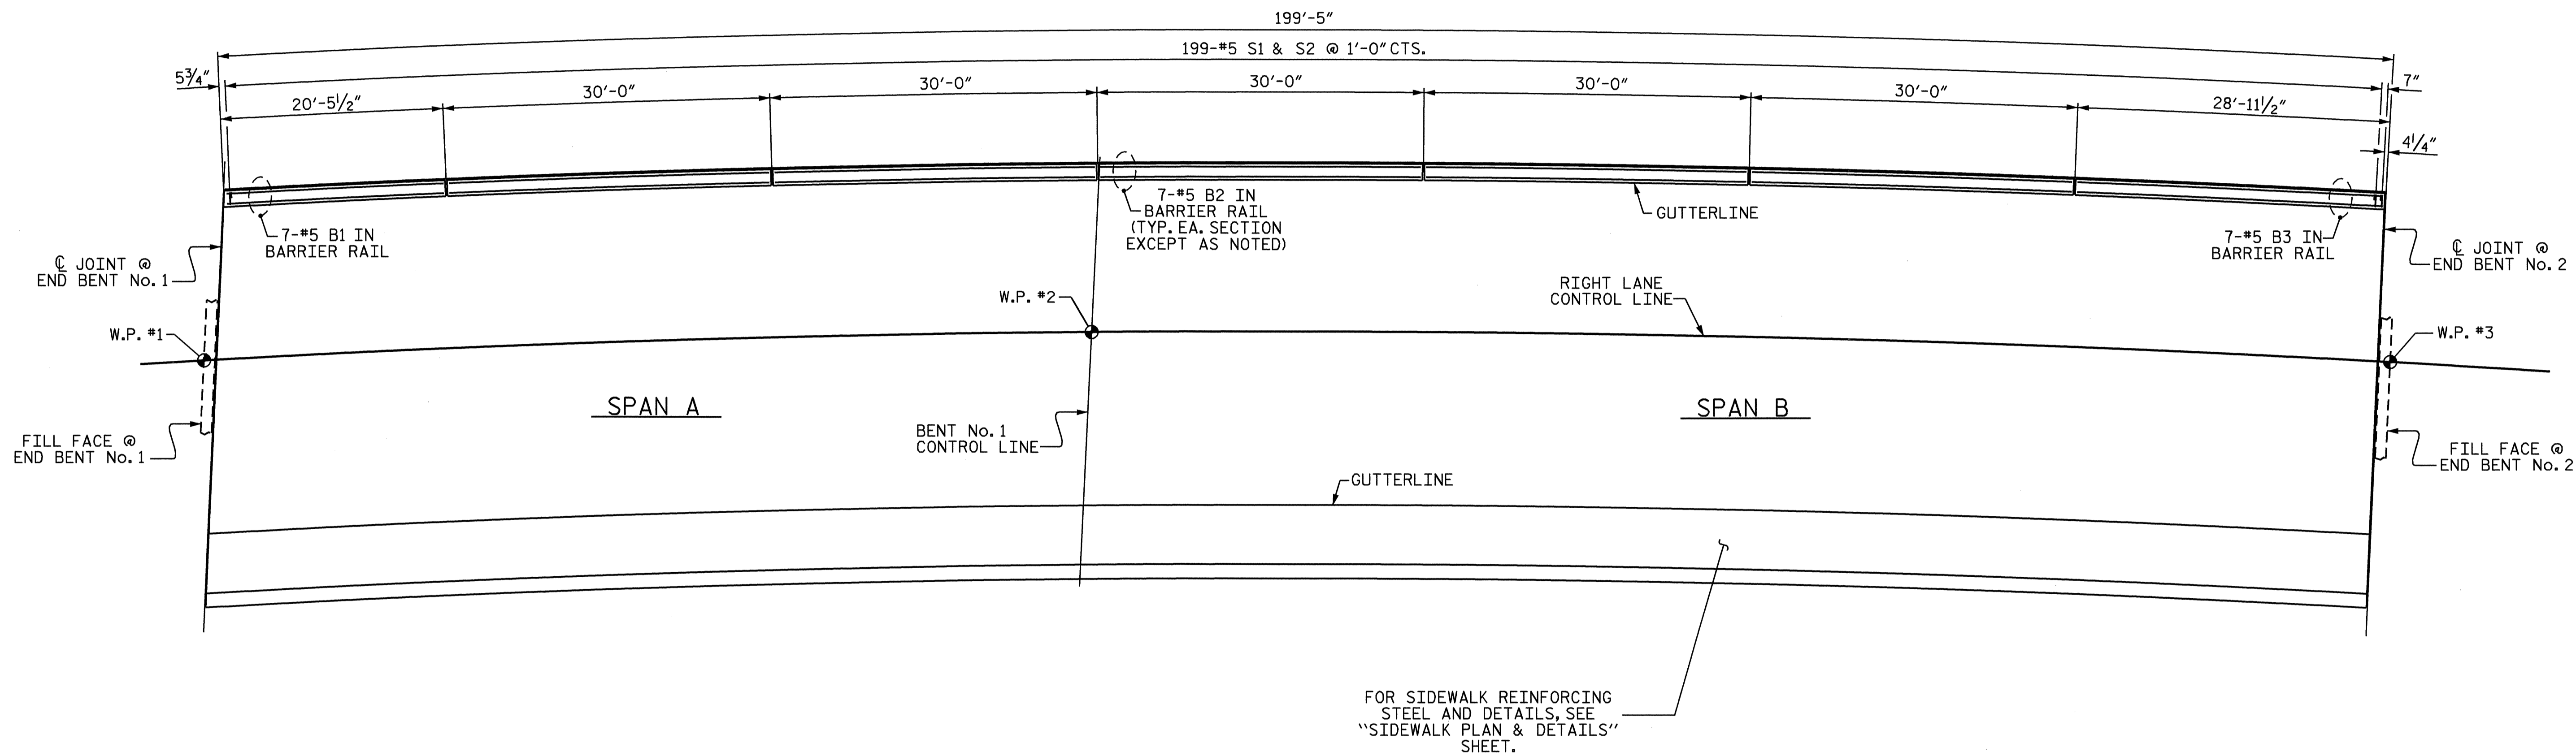 199'-5"
199-#5 S1 & S2 @ 1'-0" CTS.
5¾"
20'-5½"
30'-0"
30'-0"
30'-0"
30'-0"
30'-0"
28'-11½"
7"
4¼"
7-#5 B1 IN
BARRIER RAIL
7-#5 B2 IN
BARRIER RAIL
(TYP. EA. SECTION
EXCEPT AS NOTED)
GUTTERLINE
7-#5 B3 IN
BARRIER RAIL
℄ JOINT @
END BENT No. 1
℄ JOINT @
END BENT No. 2
W.P. #1
W.P. #2
RIGHT LANE
CONTROL LINE
W.P. #3
SPAN A
SPAN B
FILL FACE @
END BENT No. 1
BENT No. 1
CONTROL LINE
FILL FACE @
END BENT No. 2
GUTTERLINE
FOR SIDEWALK REINFORCING
STEEL AND DETAILS, SEE
"SIDEWALK PLAN & DETAILS"
SHEET.